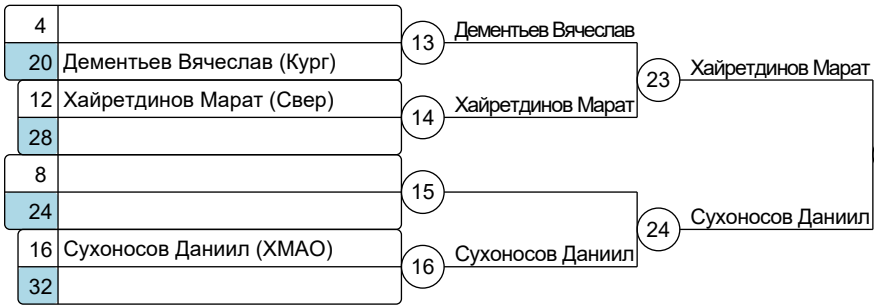 4
13
Дементьев Вячеслав
20 Дементьев Вячеслав (Кург)
23
Хайретдинов Марат
12 Хайретдинов Марат (Свер)
14
Хайретдинов Марат
28
8
15
24
24
Сухоносов Даниил
16 Сухоносов Даниил (ХМАО)
16
Сухоносов Даниил
32